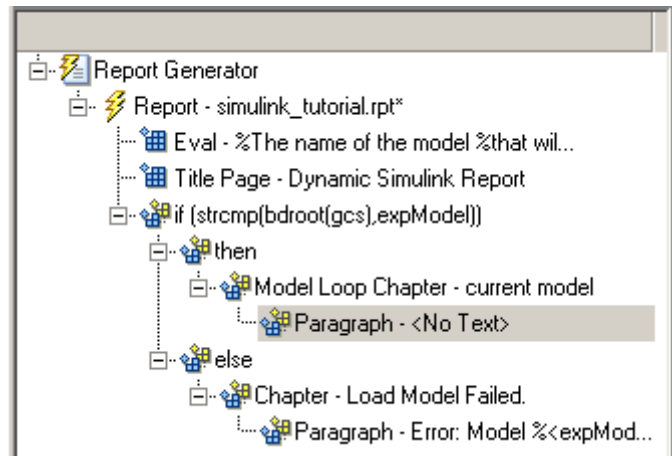 Report Generator
Report - simulink_tutorial.rpt*
Eval - %The name of the model %that wil...
Title Page - Dynamic Simulink Report
if (strcmp(bdroot(gcs),expModel))
then
Model Loop Chapter - current model
Paragraph - <No Text>
else
Chapter - Load Model Failed.
Paragraph - Error: Model %<expMod...